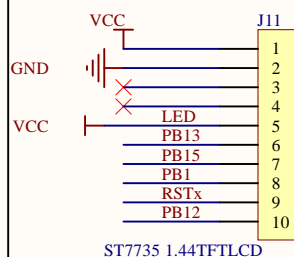 VCC J11
1
GND 2
3
4
VCC LED 5
PB13 6
PB15 7
PB1 8
RSTx 9
PB12 10
ST7735 1.44TFTLCD